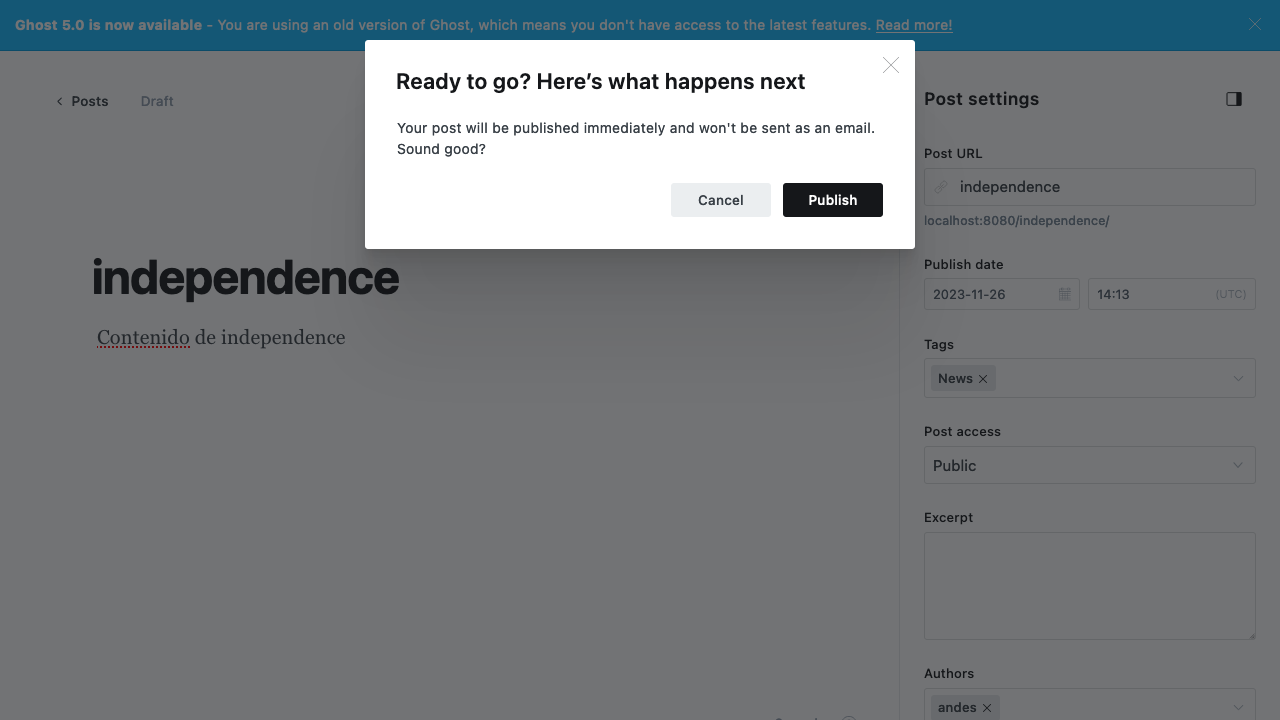 Ghost 5.0 is now available - You are using an old version of Ghost, which means you don't have access to the latest features. Read more!
Ready to go? Here’s what happens next
Your post will be published immediately and won't be sent as an email.
Sound good?
Cancel
Publish
Posts
Draft
independence
Contenido de independence
Post settings
Post URL
independence
localhost:8080/independence/
Publish date
2023-11-26
14:13
(UTC)
Tags
News
Post access
Public
Excerpt
Authors
andes